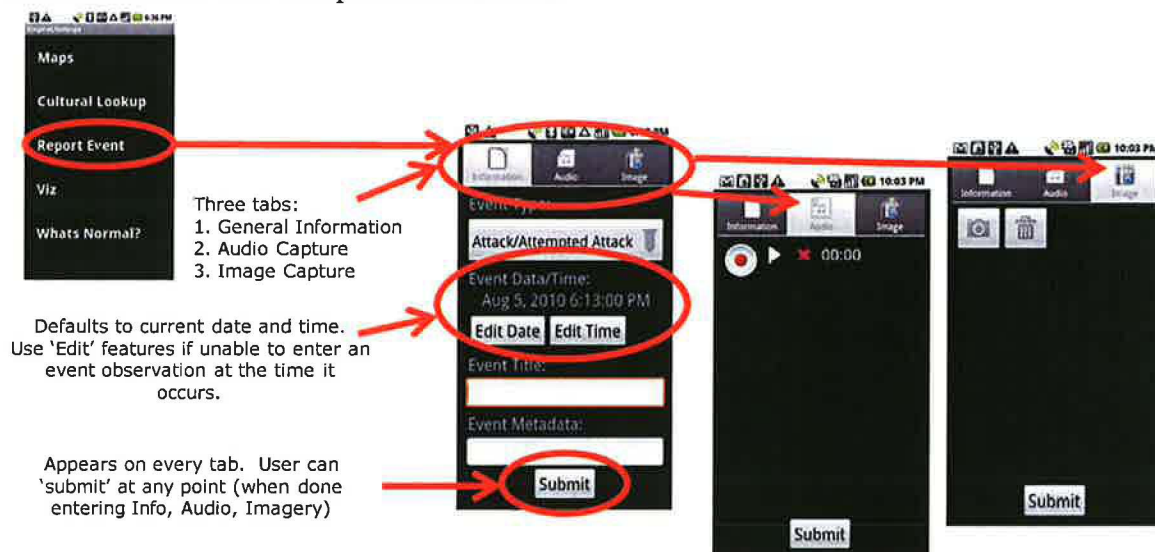 6:36 PM
Maps
Cultural Lookup
Report Event
Viz
Whats Normal?
Three tabs:
1. General Information
2. Audio Capture
3. Image Capture
Defaults to current date and time.
Use 'Edit' features if unable to enter an
event observation at the time it
occurs.
Appears on every tab. User can
'submit' at any point (when done
entering Info, Audio, Imagery)
Information Audio Image
Event Type:
Attack/Attempted Attack
Event Data/Time:
Aug 5, 2010 6:13:00 PM
Edit Date Edit Time
Event Title:
Event Metadata:
Submit
10:03 PM
Information Audio Image
00:00
Submit
10:03 PM
Information Audio Image
Submit